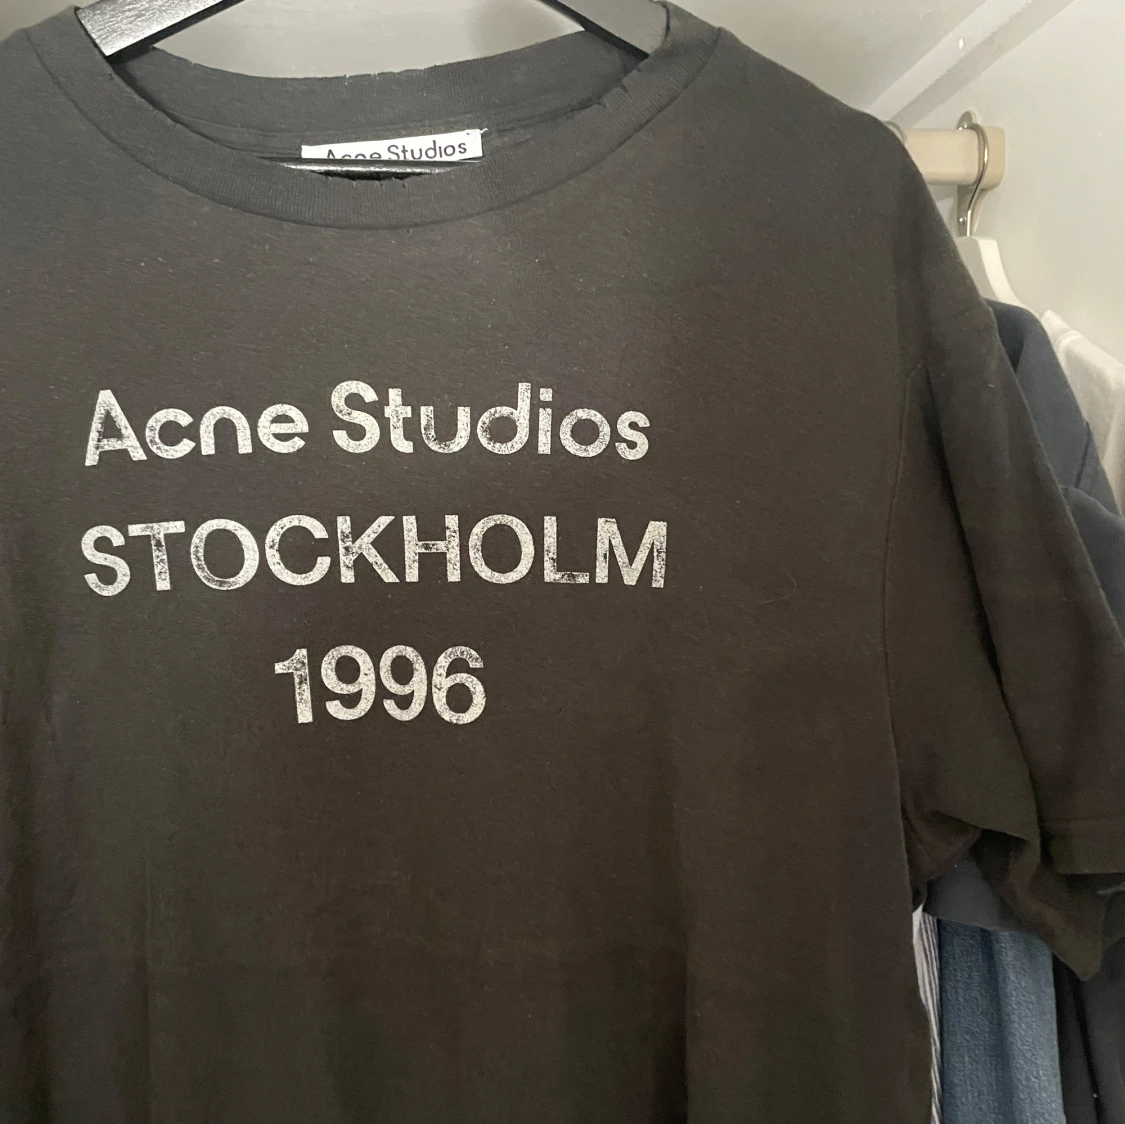 Acne Studios
Acne Studios
STOCKHOLM
1996